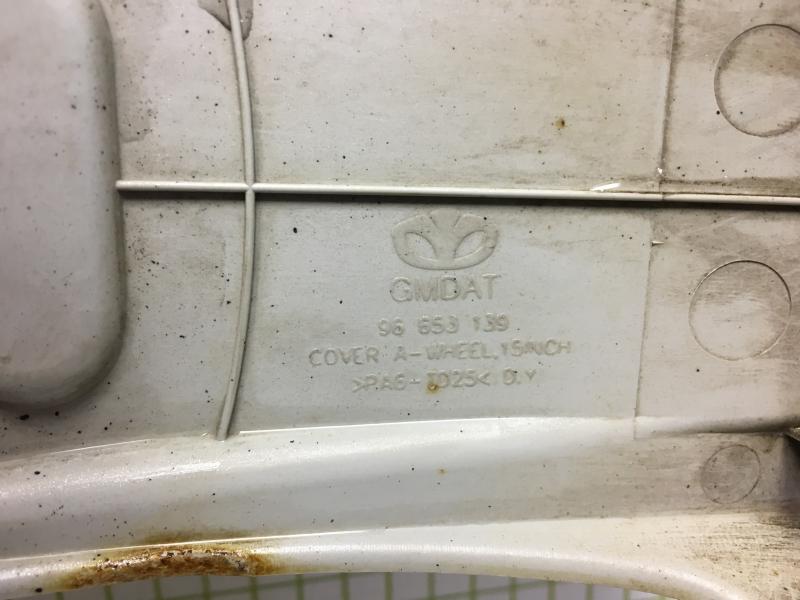 GMDAT
96 653 139
COVER A-WHEEL,15INCH
>PA6-TD25< D.Y